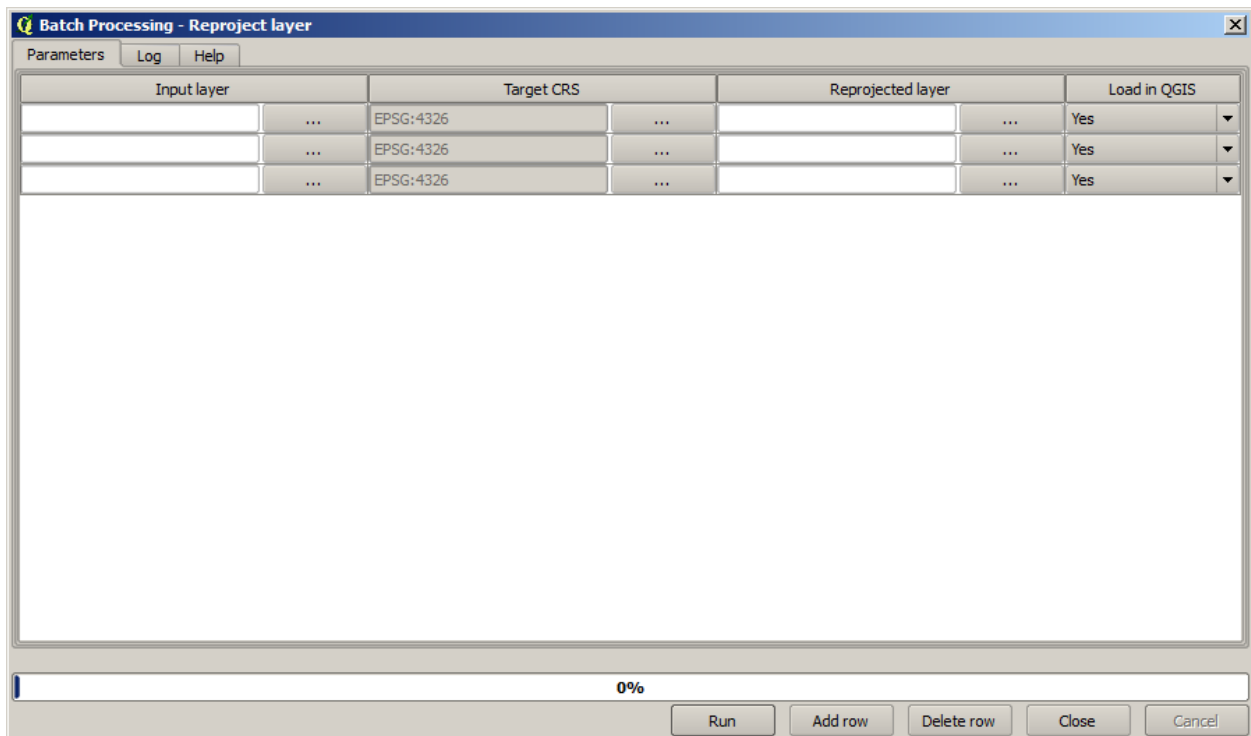 Batch Processing - Reproject layer
Parameters Log Help
Input layer Target CRS Reprojected layer Load in QGIS
... EPSG:4326 ... ... Yes
... EPSG:4326 ... ... Yes
... EPSG:4326 ... ... Yes
0%
Run Add row Delete row Close Cancel